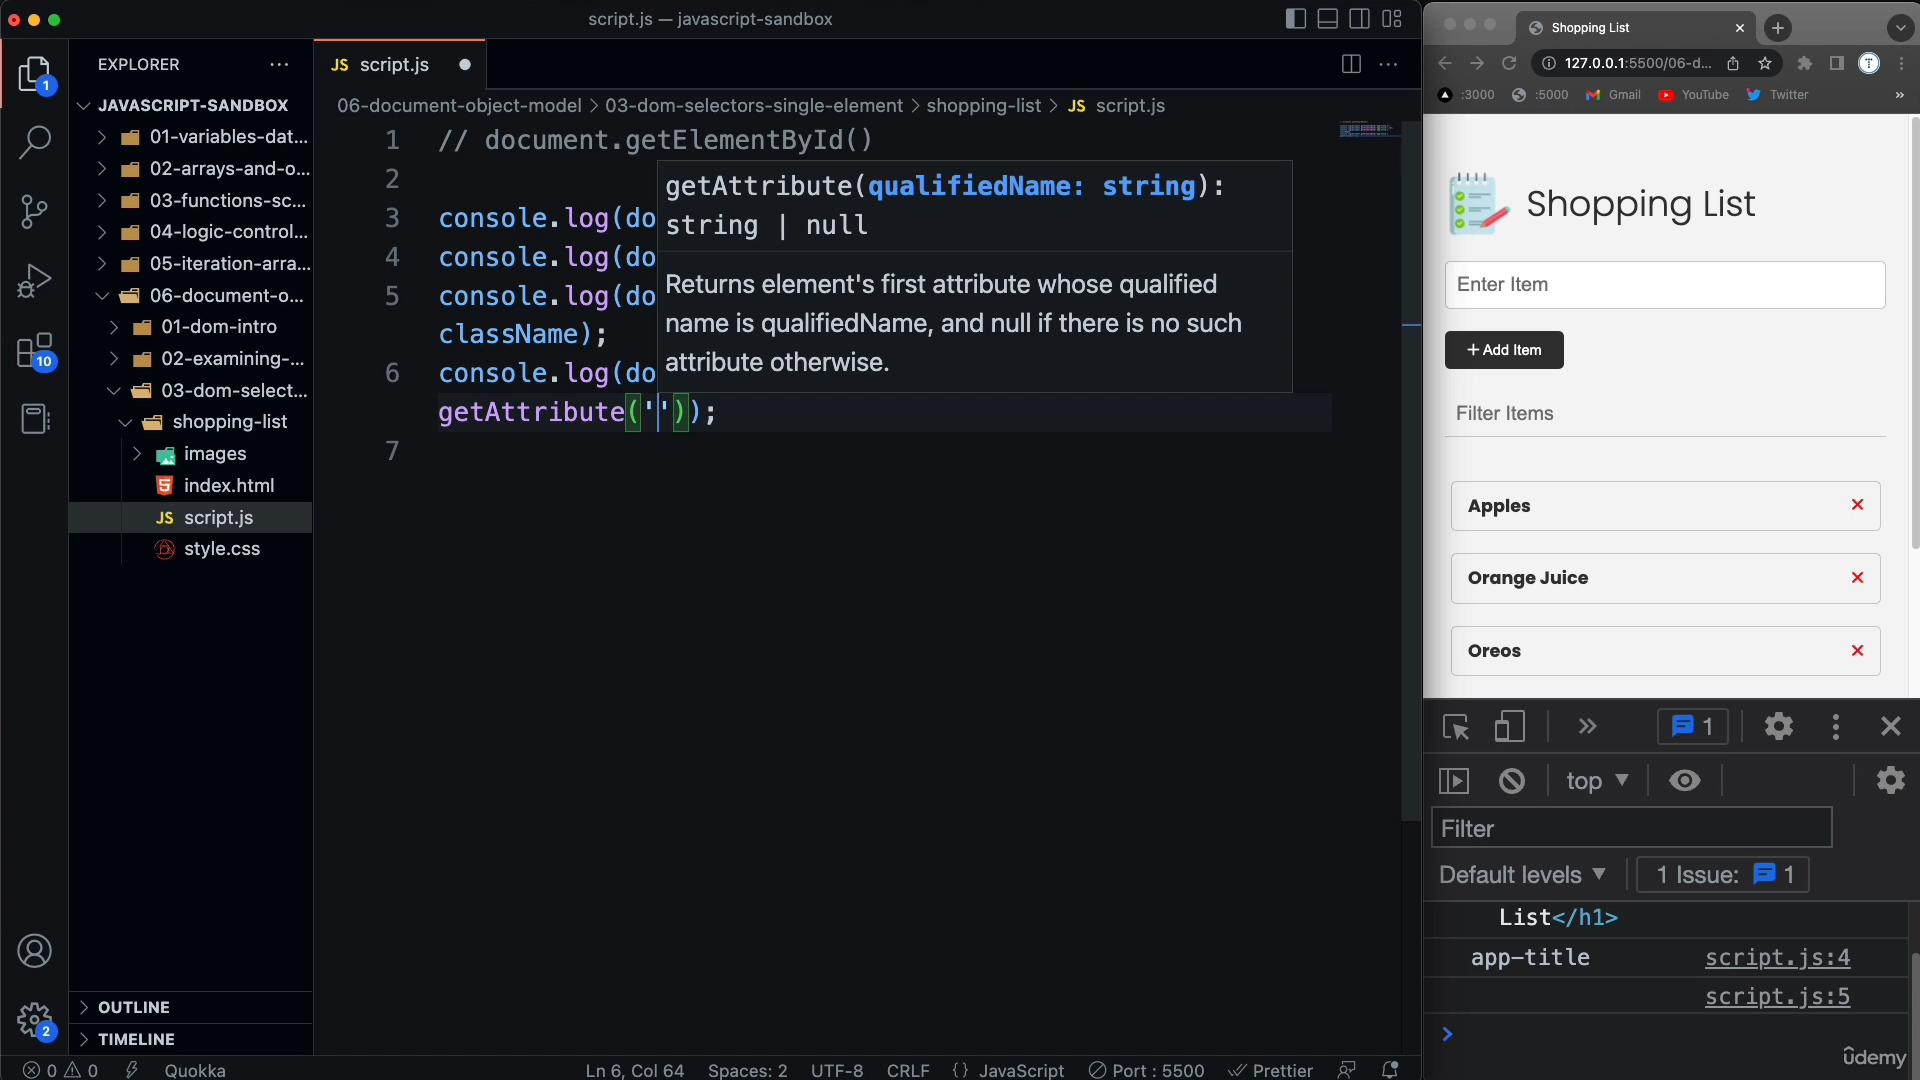 script.js — javascript-sandbox
EXPLORER
1
JAVASCRIPT-SANDBOX
01-variables-dat...
02-arrays-and-o...
03-functions-sc...
04-logic-control...
05-iteration-arra...
06-document-o...
01-dom-intro
02-examining-...
03-dom-select...
shopping-list
images
index.html
JS script.js
style.css
10
OUTLINE
TIMELINE
2
JS script.js
06-document-object-model > 03-dom-selectors-single-element > shopping-list > JS script.js
1 // document.getElementById()
2
3 console.log(do
4 console.log(do
5 console.log(do
className);
6 console.log(do
getAttribute(''));
7
getAttribute(qualifiedName: string):
string | null
Returns element's first attribute whose qualified
name is qualifiedName, and null if there is no such
attribute otherwise.
0 0 Quokka
Ln 6, Col 64 Spaces: 2 UTF-8 CRLF {} JavaScript Port : 5500 Prettier
Shopping List
127.0.0.1:5500/06-d...
T
:3000 :5000 Gmail YouTube Twitter »
Shopping List
Enter Item
+ Add Item
Filter Items
Apples
Orange Juice
Oreos
1
top
Filter
Default levels 1 Issue: 1
List</h1>
app-title script.js:4
script.js:5
ûdemy